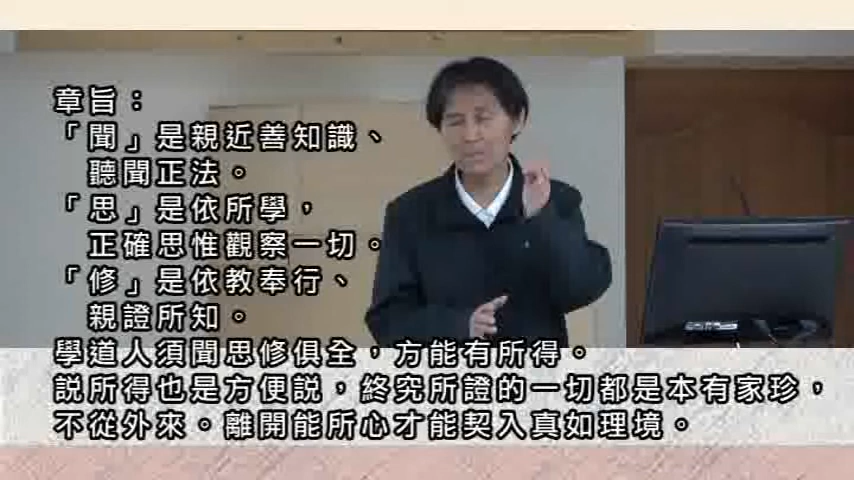 章旨：
「聞」是親近善知識、
聽聞正法。
「思」是依所學，
正確思惟觀察一切。
「修」是依教奉行、
親證所知。
學道人須聞思修俱全，方能有所得。
説所得也是方便説，終究所證的一切都是本有家珍，
不從外來。離開能所心才能契入真如理境。